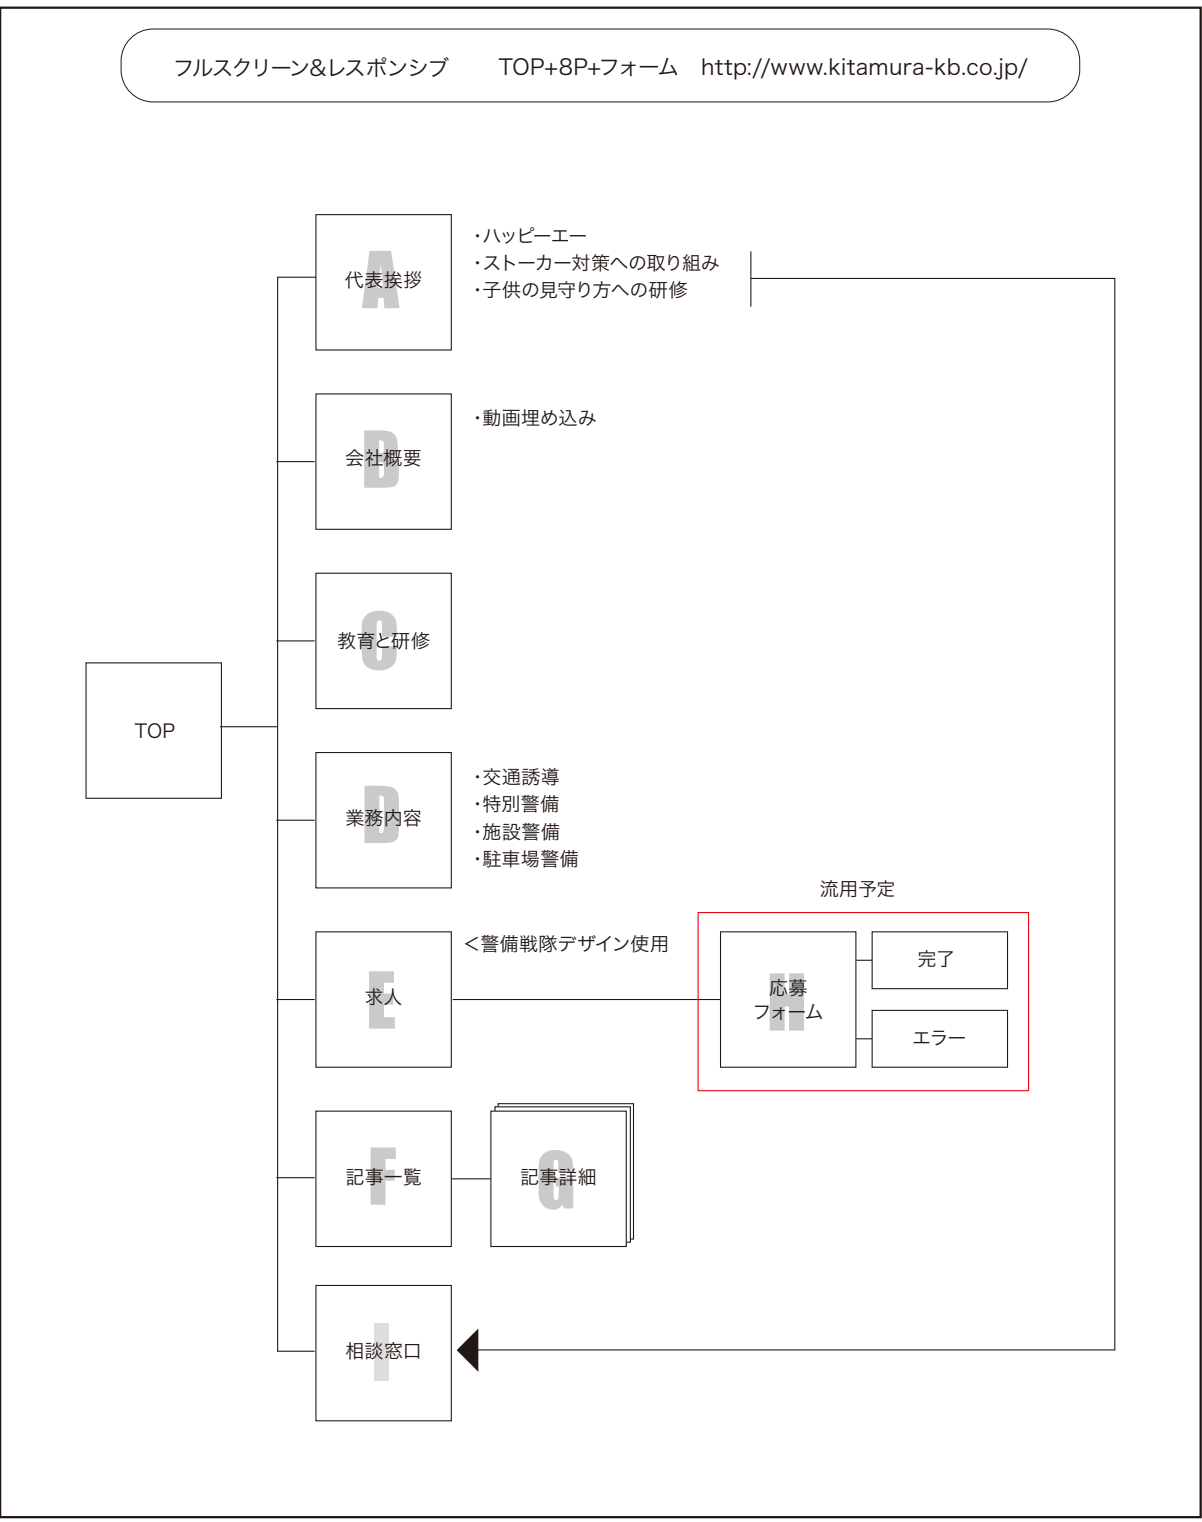 フルスクリーン&レスポンシブ　TOP+8P+フォーム　http://www.kitamura-kb.co.jp/
A
代表挨拶
・ハッピーエー
・ストーカー対策への取り組み
・子供の見守り方への研修
D
会社概要
・動画埋め込み
C
教育と研修
TOP
D
業務内容
・交通誘導
・特別警備
・施設警備
・駐車場警備
E
求人
<警備戦隊デザイン使用
流用予定
H
応募
フォーム
完了
エラー
F
記事一覧
G
記事詳細
I
相談窓口